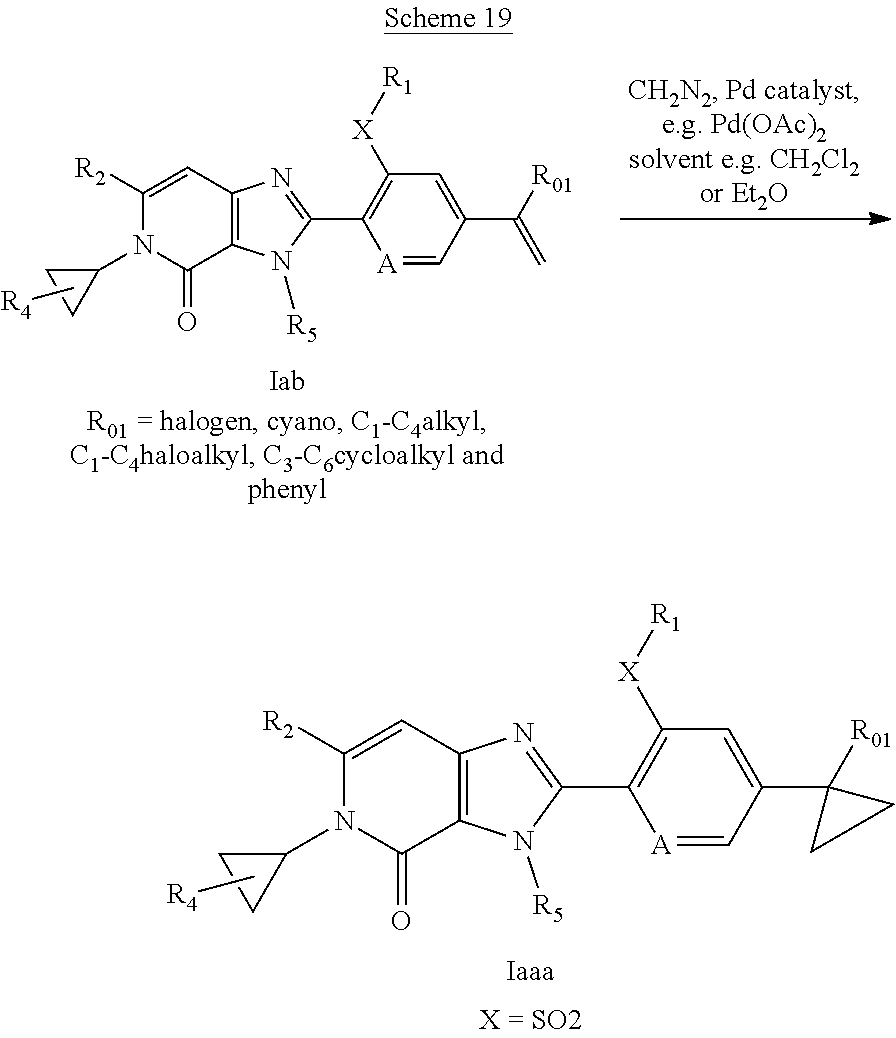 Scheme 19
R1
X
R2
N
R01
N
N
A
R4
O
R5
CH2N2, Pd catalyst,
e.g. Pd(OAc)2
solvent e.g. CH2Cl2
or Et2O
Iab
R01 = halogen, cyano, C1-C4alkyl,
C1-C4haloalkyl, C3-C6cycloalkyl and
phenyl
R1
X
R2
N
R01
N
N
A
R4
O
R5
Iaaa
X = SO2